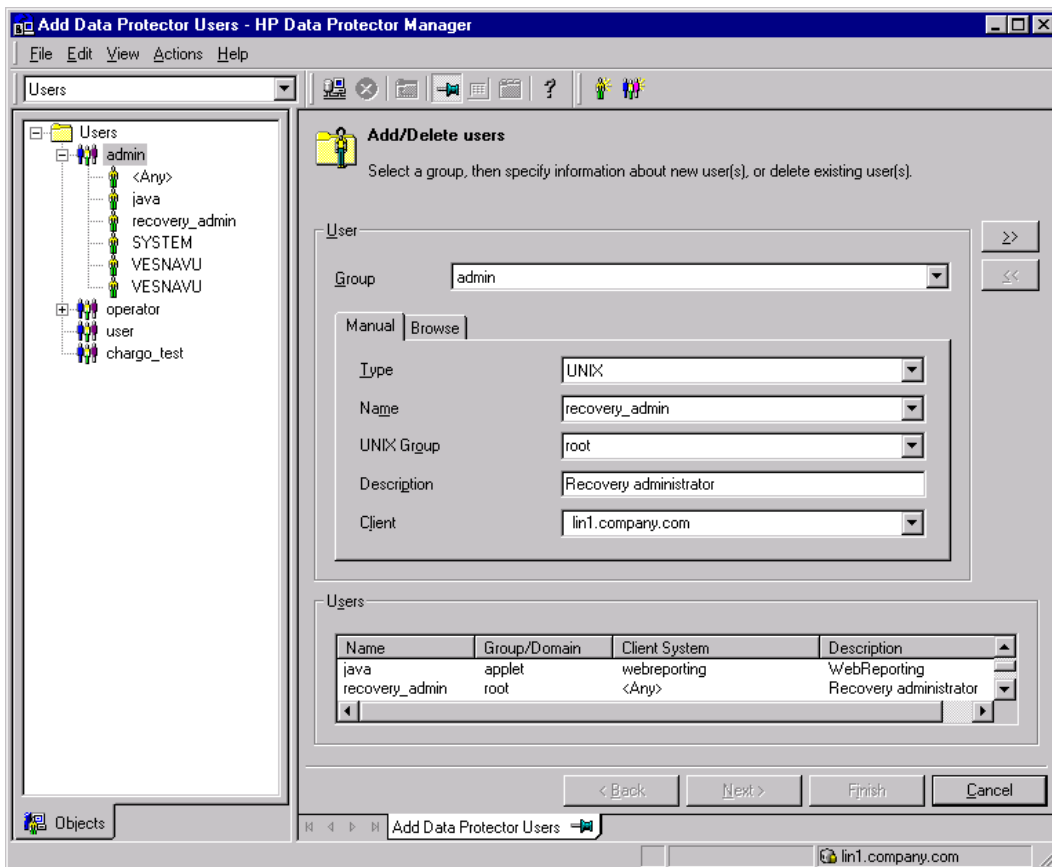 Add Data Protector Users - HP Data Protector Manager
File Edit View Actions Help
Users
?
Users
admin
<Any>
java
recovery_admin
SYSTEM
VESNAVU
VESNAVU
operator
user
chargo_test
Objects
Add/Delete users
Select a group, then specify information about new user(s), or delete existing user(s).
User
>>
<<
Group admin
Manual Browse
Type UNIX
Name recovery_admin
UNIX Group root
Description Recovery administrator
Client lin1.company.com
Users
Name Group/Domain Client System Description
java applet webreporting WebReporting
recovery_admin root <Any> Recovery administrator
< Back Next > Finish Cancel
Add Data Protector Users
lin1.company.com